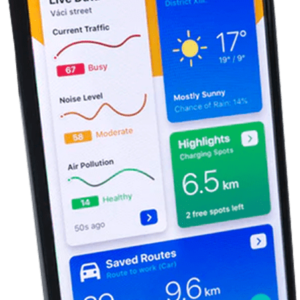 Live Data
Váci street
Current Traffic
67 Busy
Noise Level
58 Moderate
Air Pollution
14 Healthy
50s ago
17°
19° / 9°
Mostly Sunny
Chance of Rain: 14%
Highlights
Charging Spots
6.5 km
2 free spots left
Saved Routes
Route to work (Car)
9.6 km